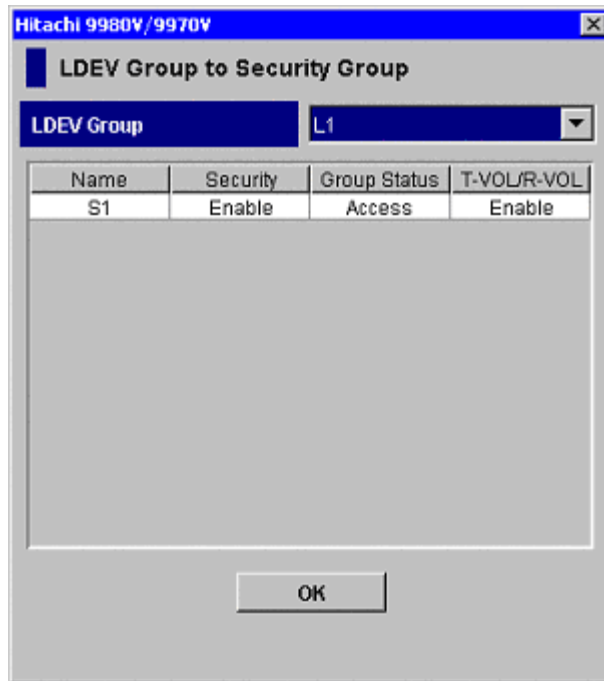 Hitachi 9980V/9970V
LDEV Group to Security Group
LDEV Group L1
Name Security Group Status T-VOL/R-VOL
S1 Enable Access Enable
OK